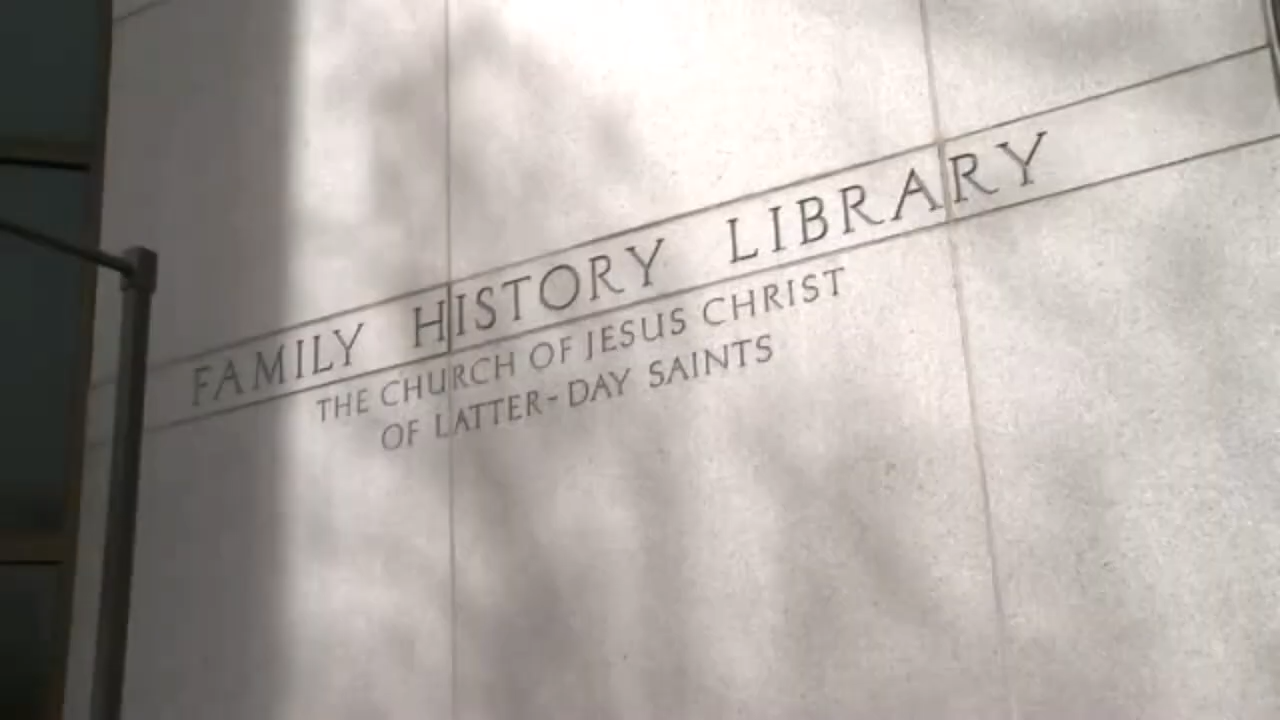 FAMILY HISTORY LIBRARY
THE CHURCH OF JESUS CHRIST
OF LATTER-DAY SAINTS